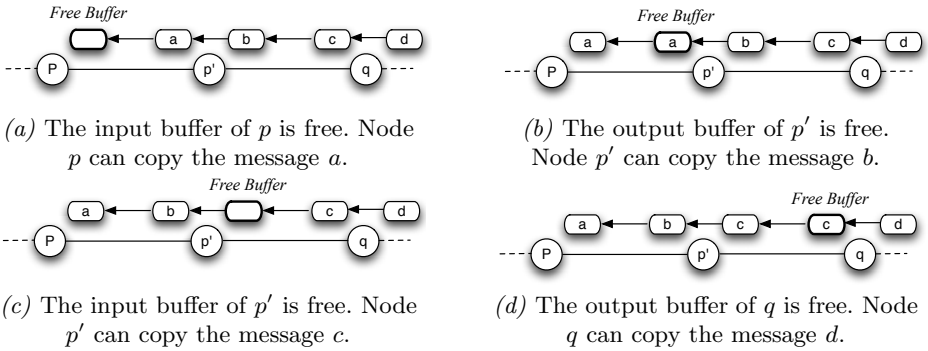 Free Buffer
a b c d
P p' q
(a) The input buffer of p is free. Node
p can copy the message a.
Free Buffer
a a b c d
P p' q
(b) The output buffer of p′ is free.
Node p′ can copy the message b.
Free Buffer
a b c d
P p' q
(c) The input buffer of p′ is free. Node
p′ can copy the message c.
Free Buffer
a b c c d
P p' q
(d) The output buffer of q is free. Node
q can copy the message d.